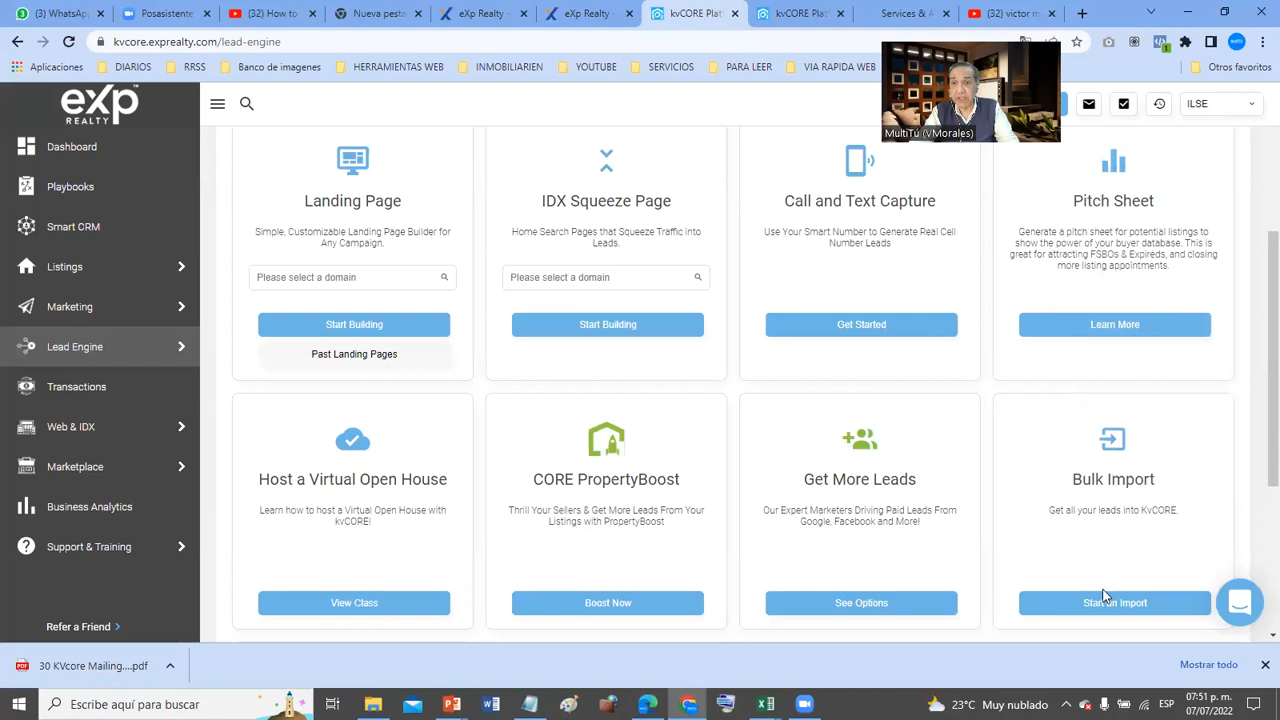 (3) WhatsApp
Posasistente
(32) How to
Nueva pest
eXp Realty -
eXp Realty -
kvCORE Plat
kvCORE Plat
Services & A
(32) victor m
kvcore.exprealty.com/lead-engine
1
Aplicaciones
DIARIOS
RRSS
Banco de imagenes
HERRAMIENTAS WEB
INMOBILIARIEN
YOUTUBE
SERVICIOS
PARA LEER
VIA RAPIDA WEB
Otros favoritos
eXp
REALTY
MultiTú (VMorales)
ILSE
Dashboard
Playbooks
Smart CRM
Listings
Marketing
Lead Engine
Transactions
Web & IDX
Marketplace
Business Analytics
Support & Training
Refer a Friend
Landing Page
Simple, Customizable Landing Page Builder for
Any Campaign.
Please select a domain
Start Building
Past Landing Pages
IDX Squeeze Page
Home Search Pages that Squeeze Traffic into
Leads.
Please select a domain
Start Building
Call and Text Capture
Use Your Smart Number to Generate Real Cell
Number Leads
Get Started
Pitch Sheet
Generate a pitch sheet for potential listings to
show the power of your buyer database. This is
great for attracting FSBOs & Expireds, and closing
more listing appointments.
Learn More
Host a Virtual Open House
Learn how to host a Virtual Open House with
kvCORE!
View Class
CORE PropertyBoost
Thrill Your Sellers & Get More Leads From Your
Listings with PropertyBoost
Boost Now
Get More Leads
Our Expert Marketers Driving Paid Leads From
Google, Facebook and More!
See Options
Bulk Import
Get all your leads into KvCORE.
Start an Import
30 KVcore Mailing....pdf
Mostrar todo
Escribe aquí para buscar
23°C Muy nublado
ESP
07:51 p. m.
07/07/2022